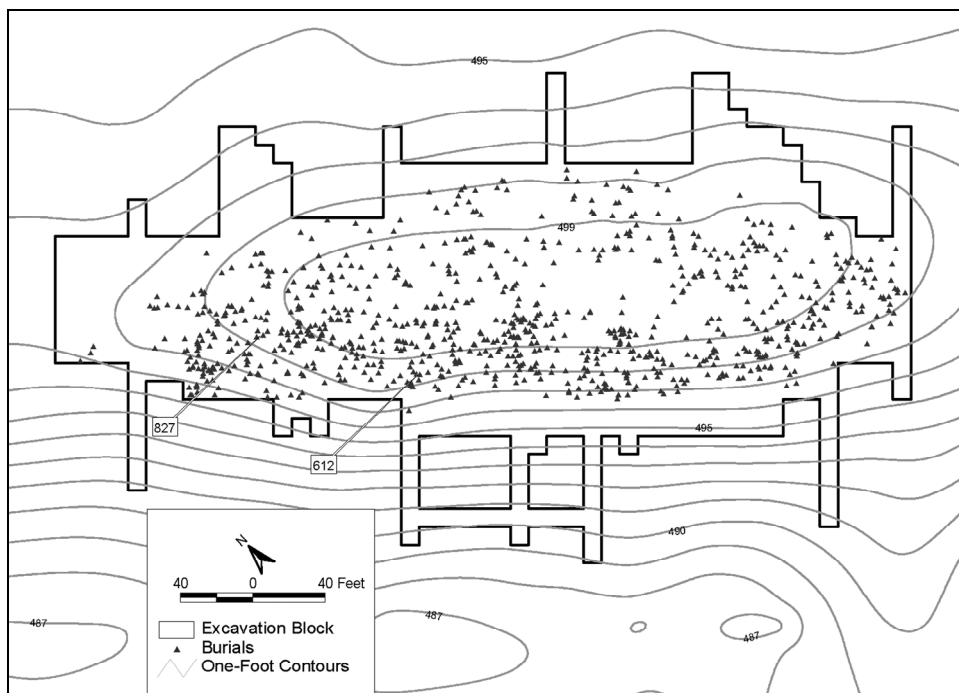 495
499
827
612
495
490
N
40 0 40 Feet
487
487
487
Excavation Block
Burials
One-Foot Contours